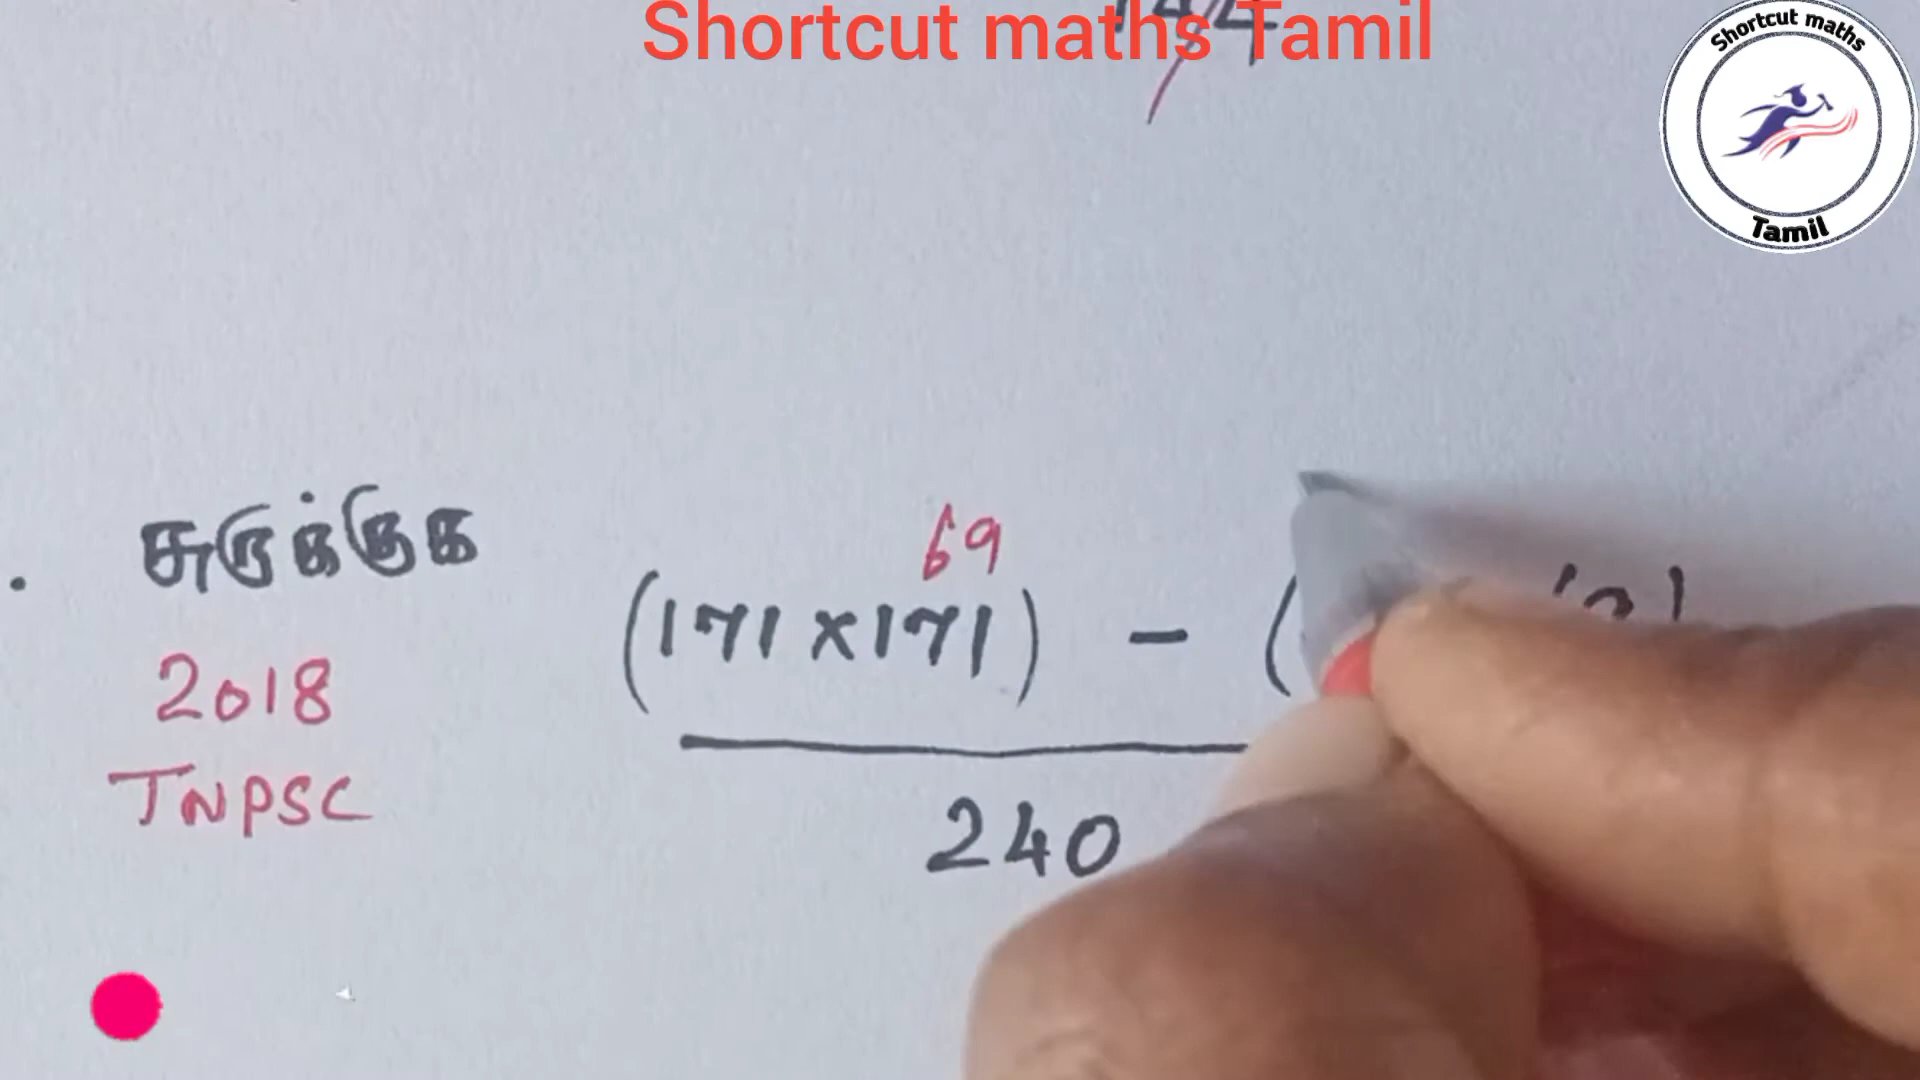 Shortcut maths Tamil
Shortcut maths
Tamil
சுருக்குக
69
(171×171) - (
240
2018
TNPSC